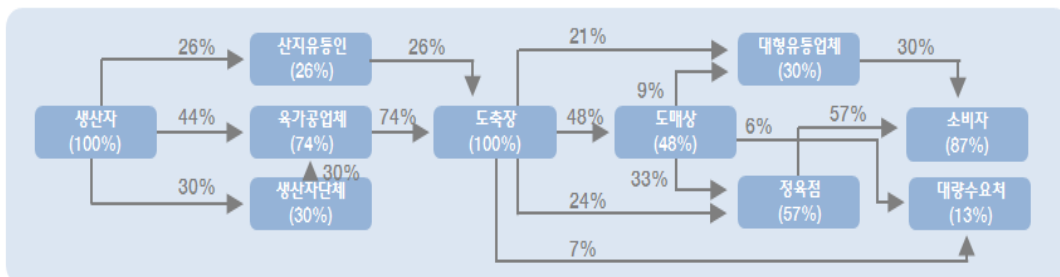 26%
산지유통인
(26%)
26%
21%
대형유통업체
(30%)
30%
9%
생산자
(100%)
44%
육가공업체
(74%)
74%
도축장
(100%)
48%
도매상
(48%)
6%
57%
소비자
(87%)
30%
30%
생산자단체
(30%)
33%
24%
정육점
(57%)
대량수요처
(13%)
7%